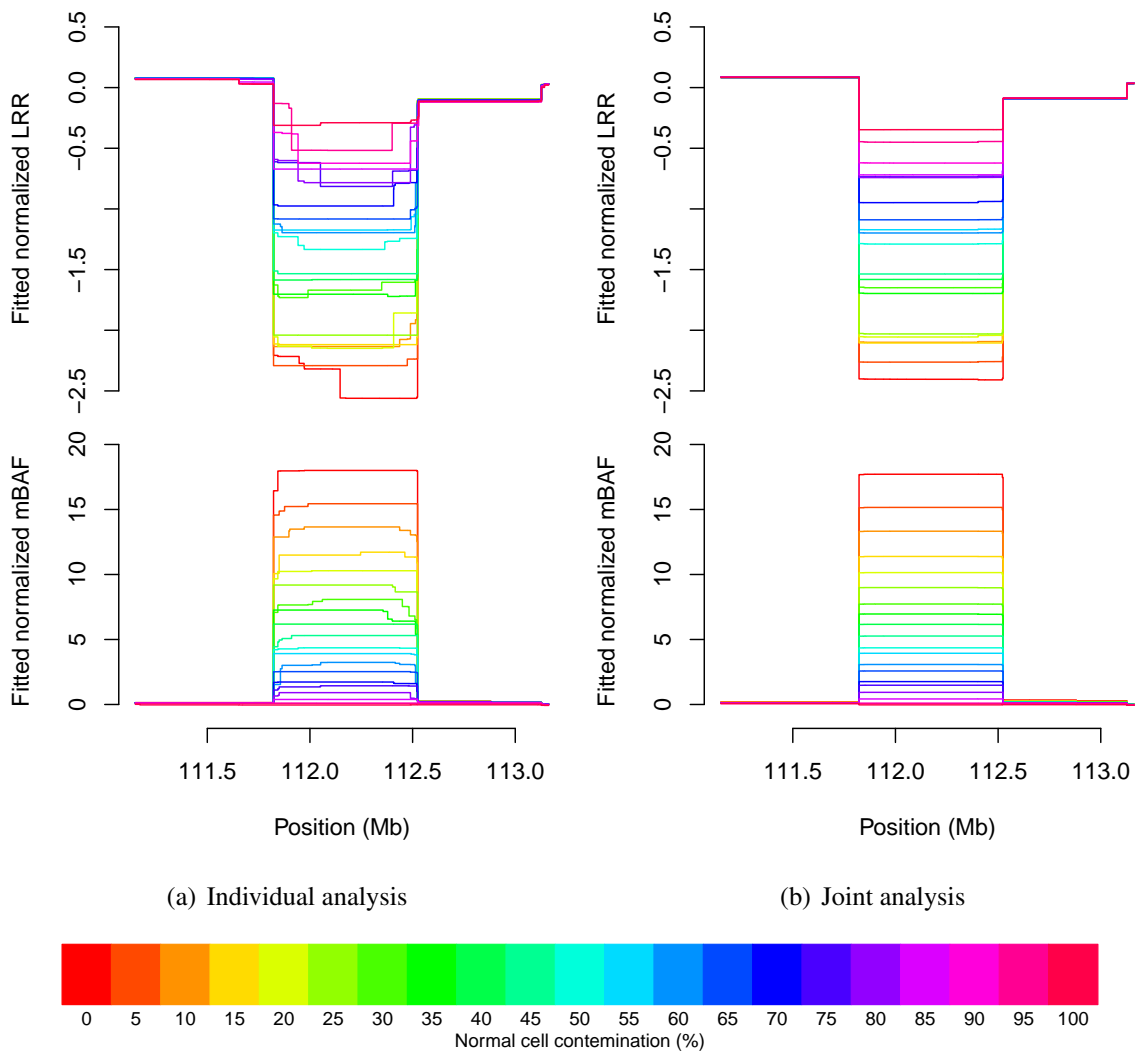 0.5
0.0
−0.5
−1.5
−2.5
Fitted normalized LRR
0.5
0.0
−0.5
−1.5
−2.5
Fitted normalized LRR
20
15
10
5
0
Fitted normalized mBAF
20
15
10
5
0
Fitted normalized mBAF
111.5 112.0 112.5 113.0
Position (Mb)
111.5 112.0 112.5 113.0
Position (Mb)
(a) Individual analysis
(b) Joint analysis
0 5 10 15 20 25 30 35 40 45 50 55 60 65 70 75 80 85 90 95 100
Normal cell contemination (%)